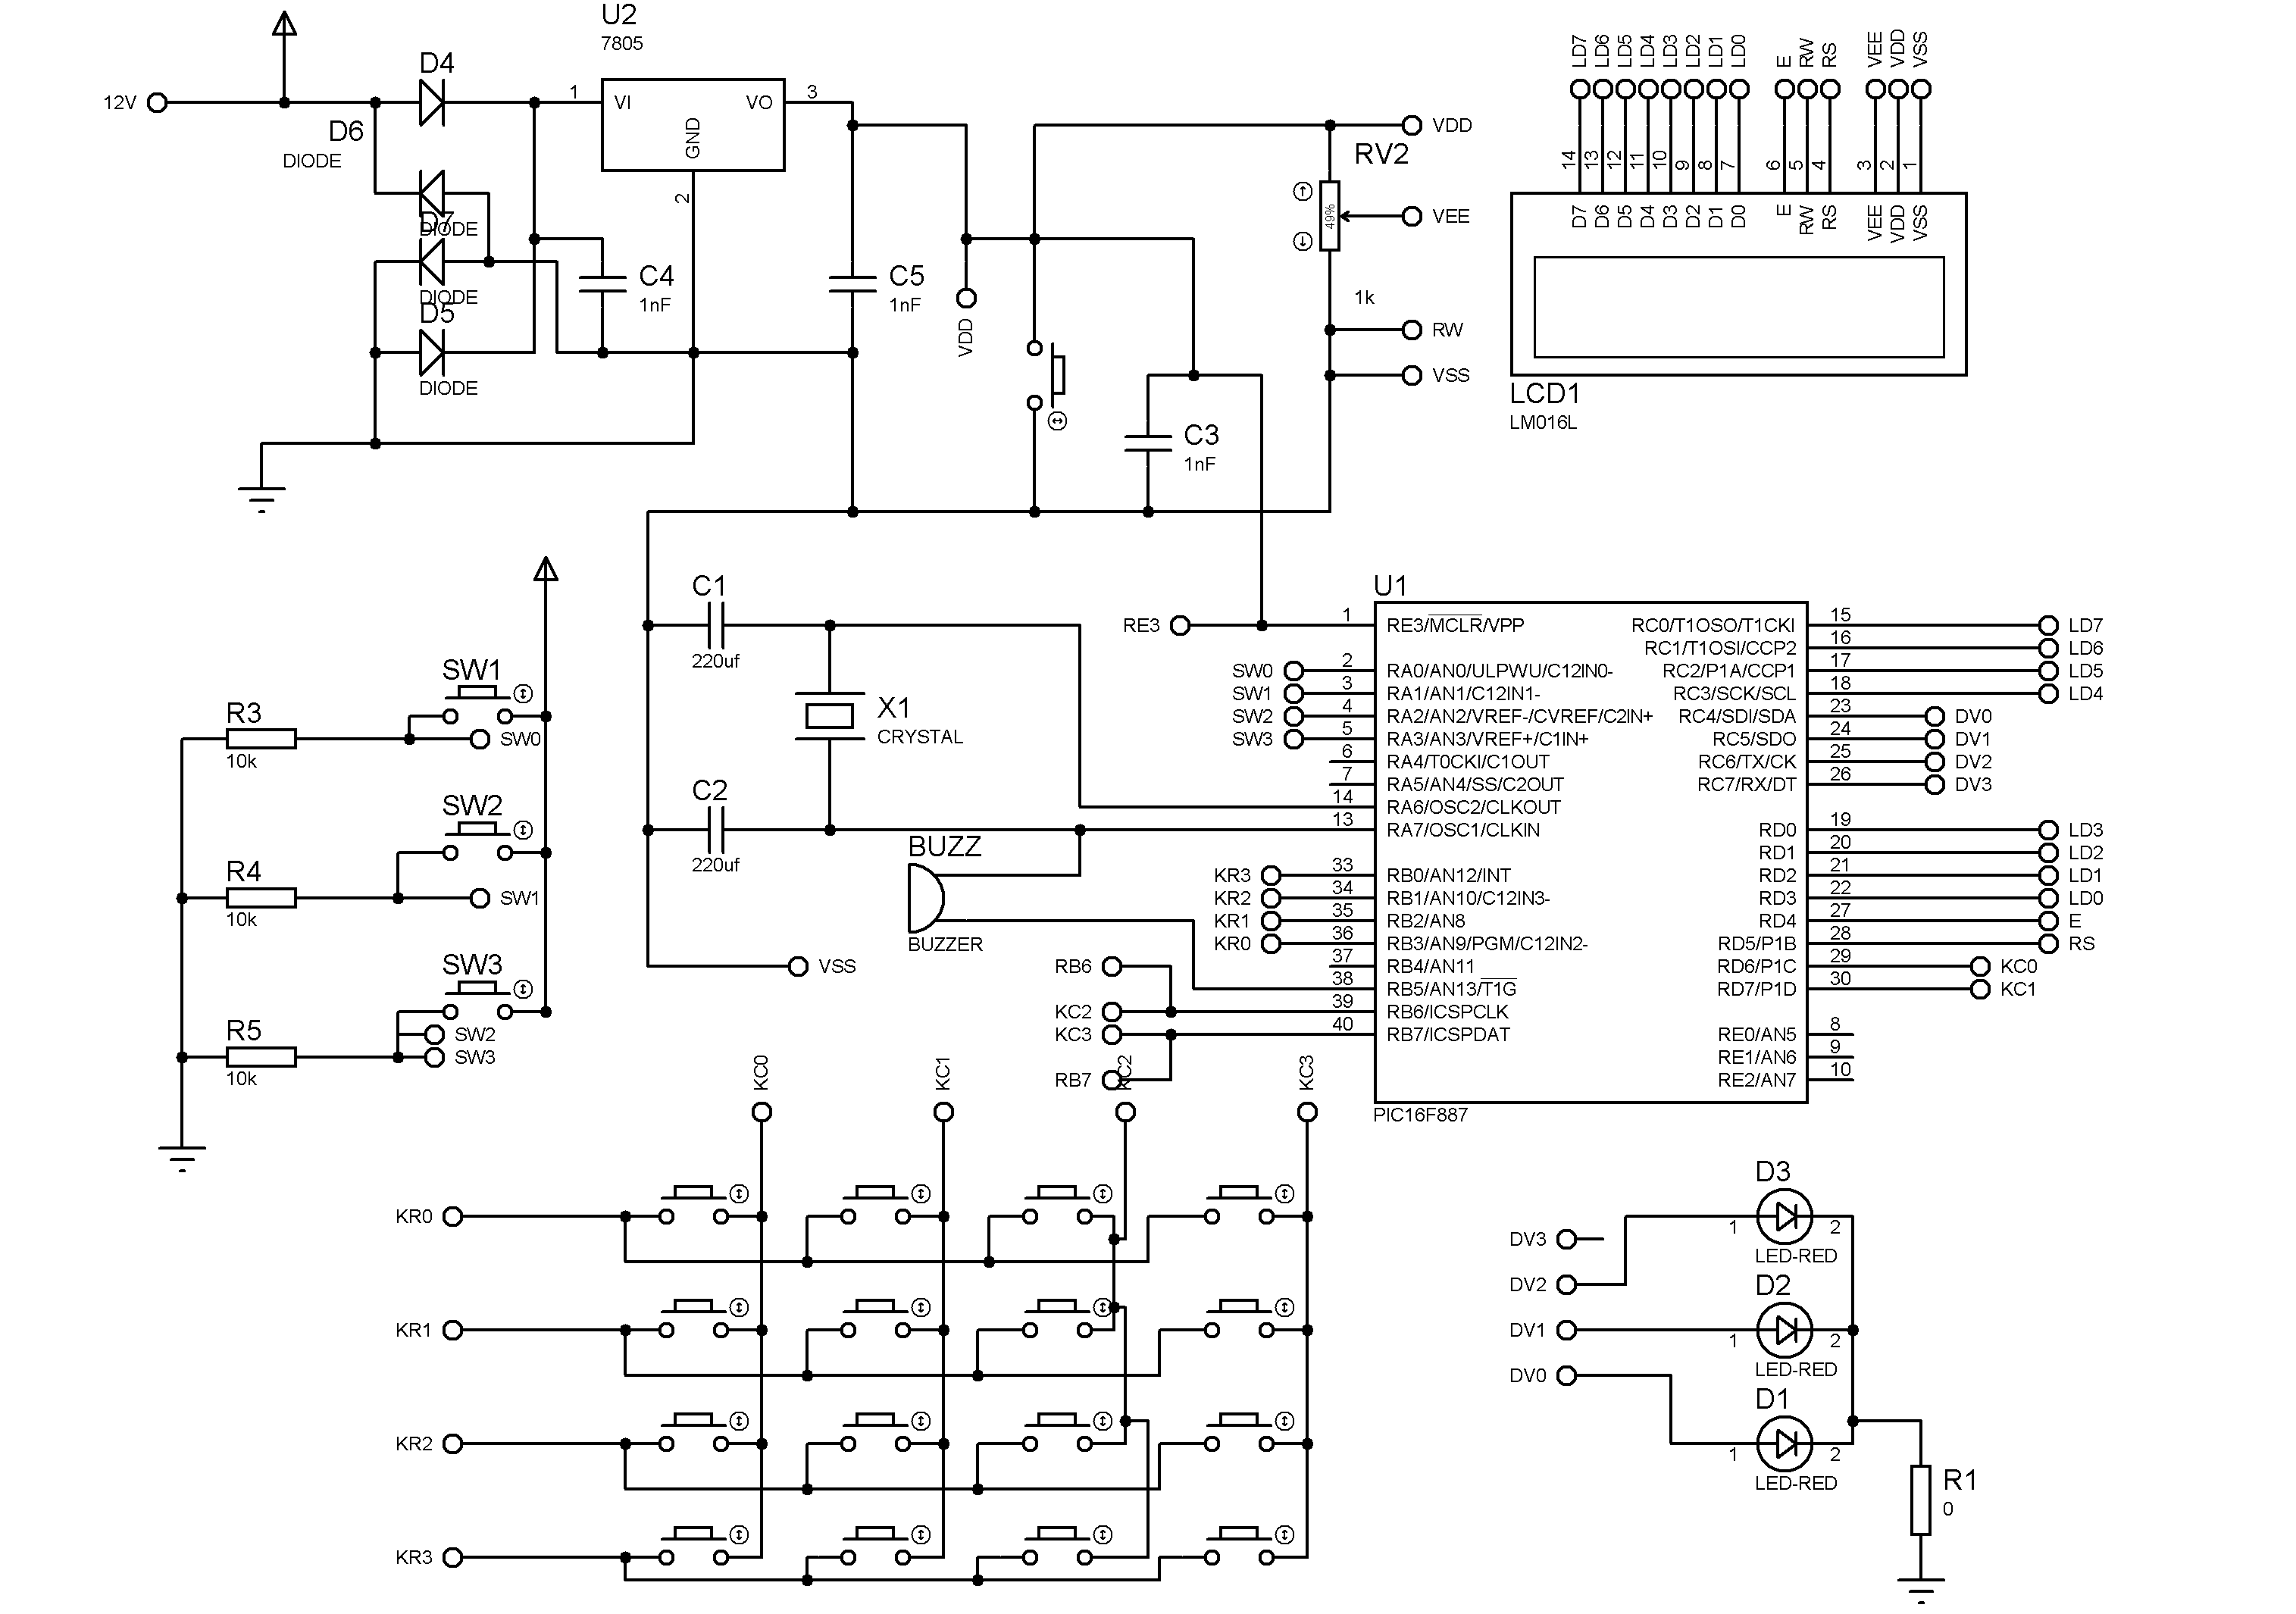 U2
7805
12V
D4
1
VI
VO
3
GND
2
D6
DIODE
D7
DIODE
DIODE
D5
DIODE
C4
1nF
C5
1nF
VDD
VDD
RV2
49%
VEE
1k
RW
VSS
C3
1nF
LD7 LD6 LD5 LD4 LD3 LD2 LD1 LD0 E RW RS VEE VDD VSS
14 13 12 11 10 9 8 7 6 5 4 3 2 1
D7 D6 D5 D4 D3 D2 D1 D0 E RW RS VEE VDD VSS
LCD1
LM016L
SW1
R3
10k
SW0
SW2
R4
10k
SW1
SW3
R5
10k
SW2
SW3
C1
220uf
X1
CRYSTAL
C2
220uf
BUZZ
BUZZER
VSS
U1
RE3 1 RE3/MCLR/VPP
SW0 2 RA0/AN0/ULPWU/C12IN0-
SW1 3 RA1/AN1/C12IN1-
SW2 4 RA2/AN2/VREF-/CVREF/C2IN+
SW3 5 RA3/AN3/VREF+/C1IN+
6 RA4/T0CKI/C1OUT
7 RA5/AN4/SS/C2OUT
14 RA6/OSC2/CLKOUT
13 RA7/OSC1/CLKIN
KR3 33 RB0/AN12/INT
KR2 34 RB1/AN10/C12IN3-
KR1 35 RB2/AN8
KR0 36 RB3/AN9/PGM/C12IN2-
RB6 37 RB4/AN11
38 RB5/AN13/T1G
KC2 39 RB6/ICSPCLK
KC3 40 RB7/ICSPDAT
RB7
RC0/T1OSO/T1CKI 15 LD7
RC1/T1OSI/CCP2 16 LD6
RC2/P1A/CCP1 17 LD5
RC3/SCK/SCL 18 LD4
RC4/SDI/SDA 23 DV0
RC5/SDO 24 DV1
RC6/TX/CK 25 DV2
RC7/RX/DT 26 DV3
RD0 19 LD3
RD1 20 LD2
RD2 21 LD1
RD3 22 LD0
RD4 27 E
RD5/P1B 28 RS
RD6/P1C 29 KC0
RD7/P1D 30 KC1
RE0/AN5 8
RE1/AN6 9
RE2/AN7 10
PIC16F887
KC0 KC1 KC2 KC3
KR0
KR1
KR2
KR3
D3
1 2
LED-RED
DV3
DV2
D2
DV1 1 2
LED-RED
DV0
D1
1 2
LED-RED
R1
0